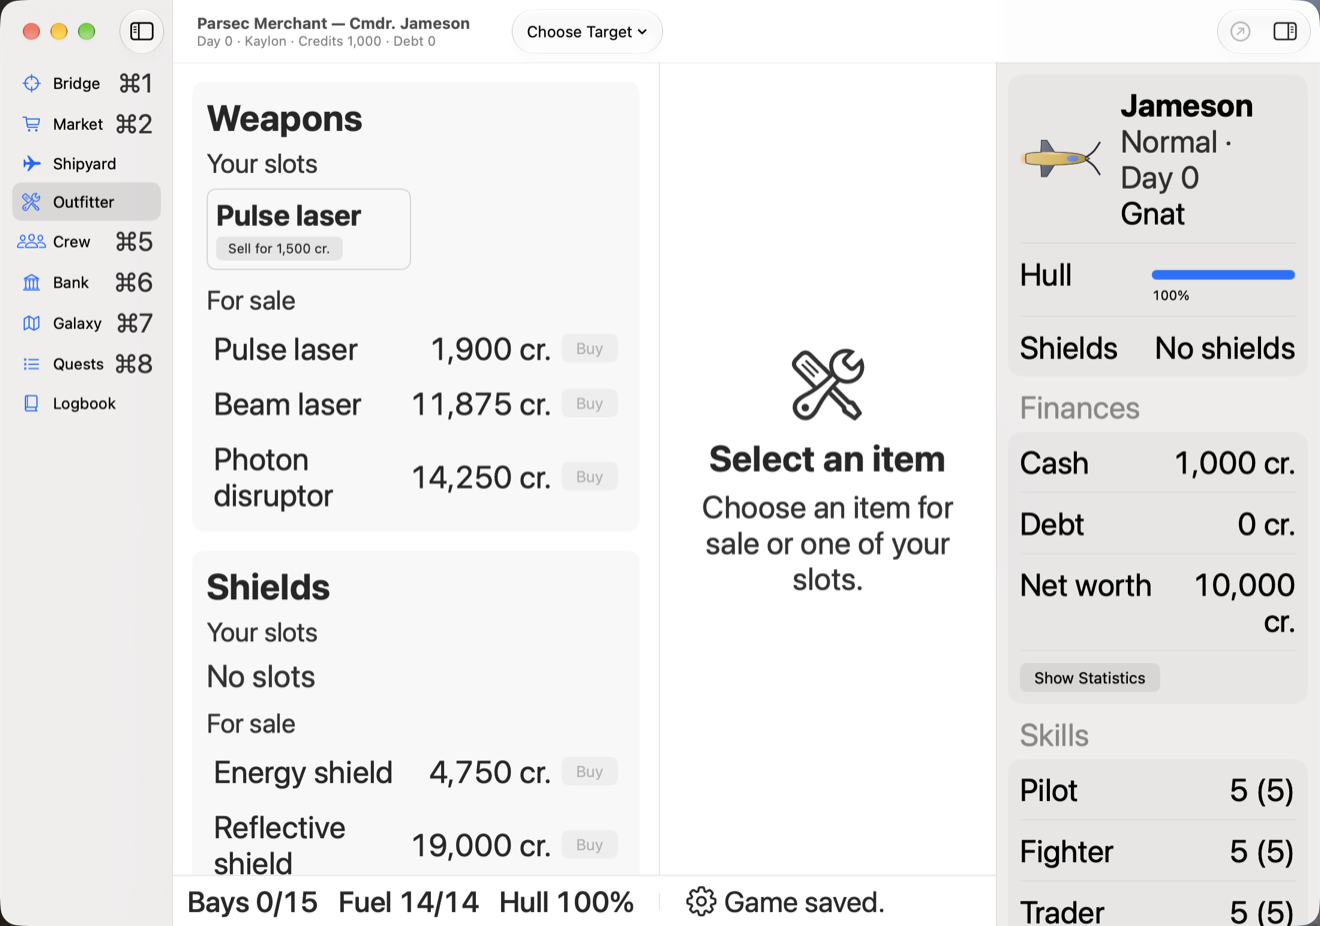 Parsec Merchant — Cmdr. Jameson
Day 0 · Kaylon · Credits 1,000 · Debt 0
Choose Target
Bridge ⌘1
Market ⌘2
Shipyard
Outfitter
Crew ⌘5
Bank ⌘6
Galaxy ⌘7
Quests ⌘8
Logbook
Weapons
Your slots
Pulse laser
Sell for 1,500 cr.
For sale
Pulse laser 1,900 cr. Buy
Beam laser 11,875 cr. Buy
Photon
disruptor 14,250 cr. Buy
Shields
Your slots
No slots
For sale
Energy shield 4,750 cr. Buy
Reflective
shield 19,000 cr. Buy
Select an item
Choose an item for
sale or one of your
slots.
Jameson
Normal ·
Day 0
Gnat
Hull
100%
Shields No shields
Finances
Cash 1,000 cr.
Debt 0 cr.
Net worth 10,000
cr.
Show Statistics
Skills
Pilot 5 (5)
Fighter 5 (5)
Trader 5 (5)
Bays 0/15 Fuel 14/14 Hull 100%
Game saved.